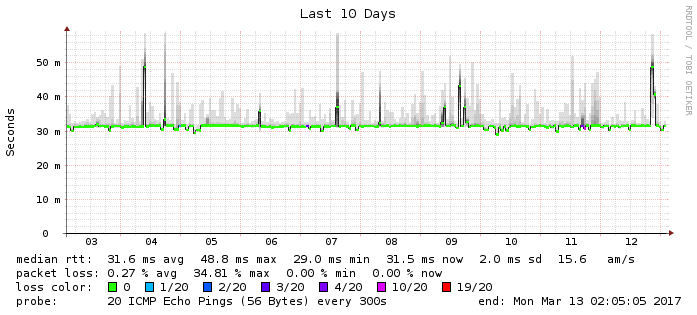 Last 10 Days
RRDTOOL / TOBI OETIKER
Seconds
50 m
40 m
30 m
20 m
10 m
0
03 04 05 06 07 08 09 10 11 12
median rtt: 31.6 ms avg 48.8 ms max 29.0 ms min 31.5 ms now 2.0 ms sd 15.6 am/s
packet loss: 0.27 % avg 34.81 % max 0.00 % min 0.00 % now
loss color: 0 1/20 2/20 3/20 4/20 10/20 19/20
probe: 20 ICMP Echo Pings (56 Bytes) every 300s end: Mon Mar 13 02:05:05 2017